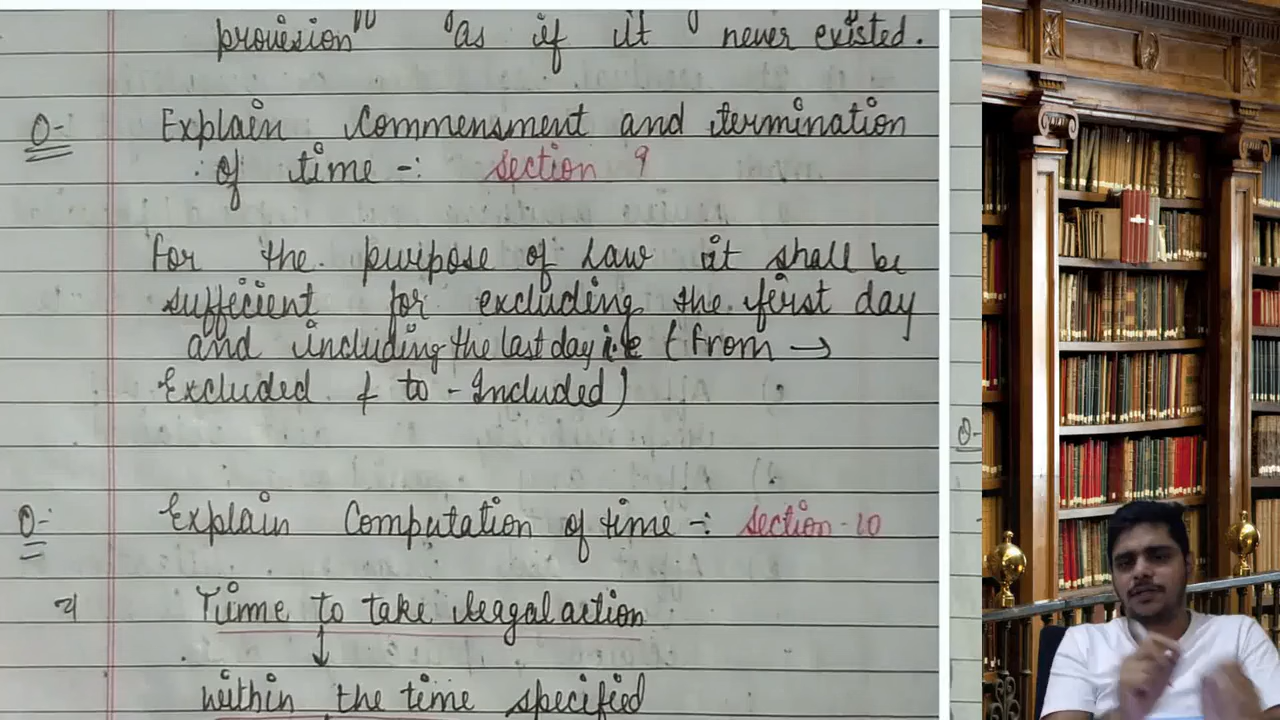 provision as if it never existed.
Q- Explain Commensment and termination
of time -: section 9
For the purpose of Law it shall be
sufficient for excluding the first day
and including the last day i.e (From →
Excluded & to - Included)
Q-: Explain Computation of time -: section-10
Time to take legal action
within the time specified
Q-